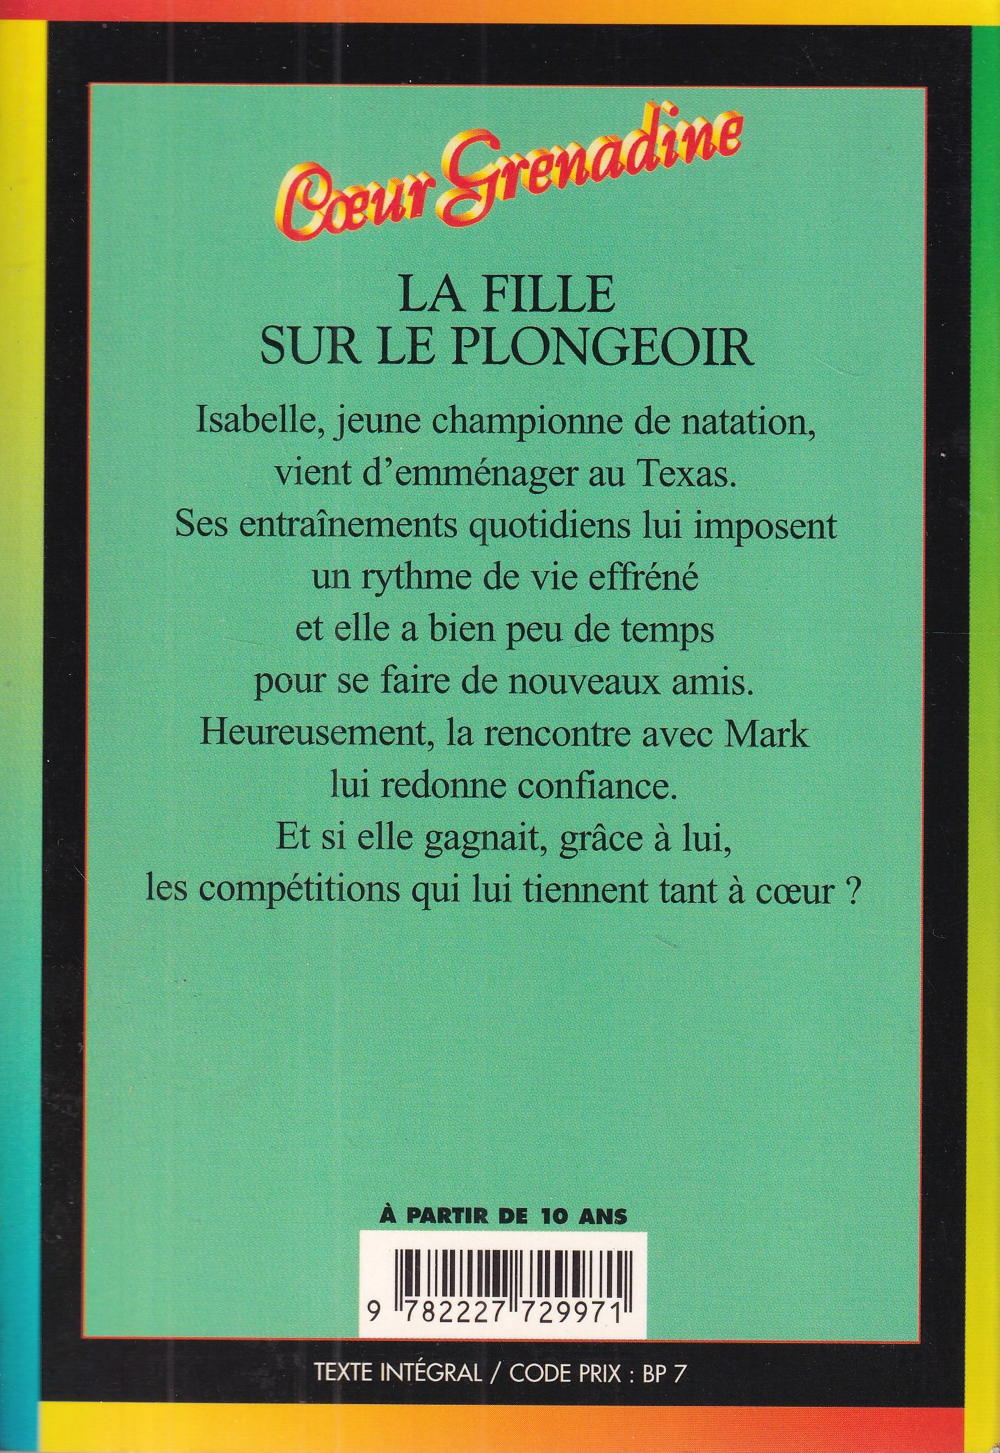 Cœur Grenadine
LA FILLE
SUR LE PLONGEOIR
Isabelle, jeune championne de natation,
vient d’emménager au Texas.
Ses entraînements quotidiens lui imposent
un rythme de vie effréné
et elle a bien peu de temps
pour se faire de nouveaux amis.
Heureusement, la rencontre avec Mark
lui redonne confiance.
Et si elle gagnait, grâce à lui,
les compétitions qui lui tiennent tant à cœur ?
À PARTIR DE 10 ANS
9 782227 729971
TEXTE INTÉGRAL / CODE PRIX : BP 7